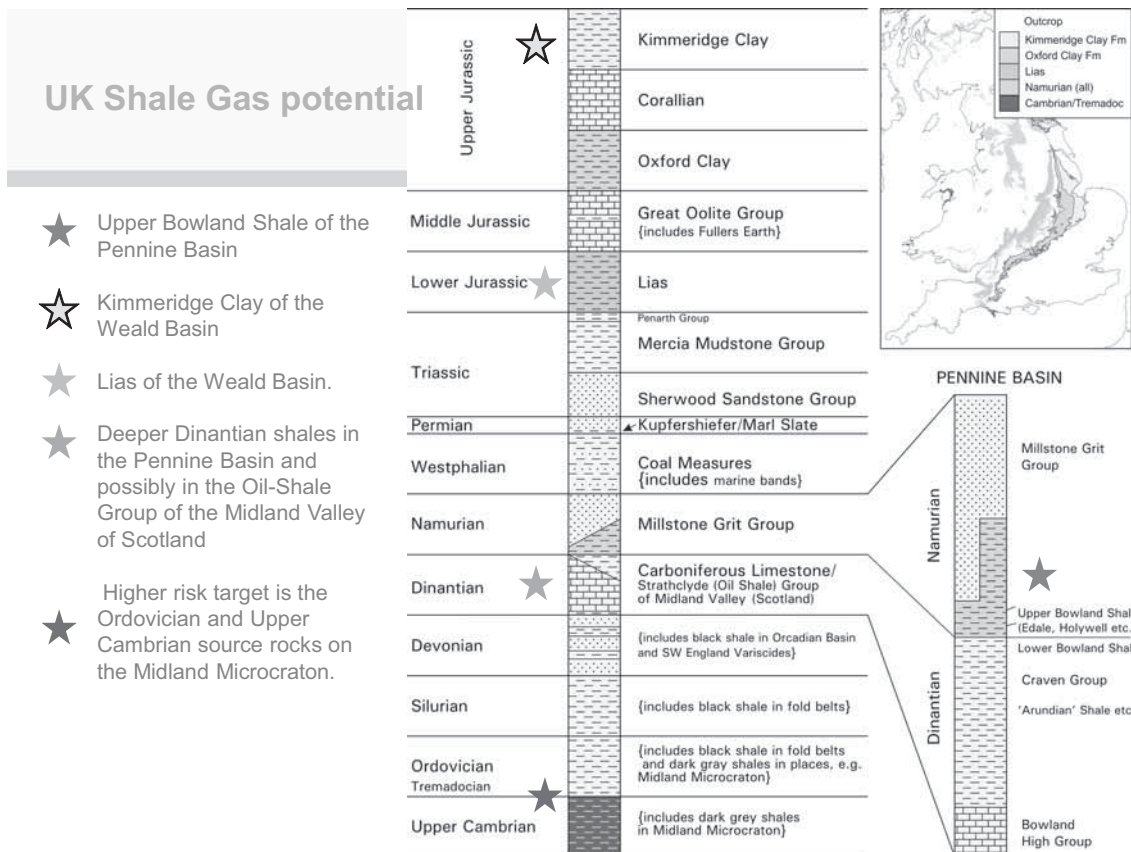 UK Shale Gas potential
Upper Bowland Shale of the
Pennine Basin
Kimmeridge Clay of the
Weald Basin
Lias of the Weald Basin.
Deeper Dinantian shales in
the Pennine Basin and
possibly in the Oil-Shale
Group of the Midland Valley
of Scotland
Higher risk target is the
Ordovician and Upper
Cambrian source rocks on
the Midland Microcraton.
Upper Jurassic
Kimmeridge Clay
Corallian
Oxford Clay
Middle Jurassic
Great Oolite Group
{includes Fullers Earth}
Lower Jurassic
Lias
Triassic
Penarth Group
Mercia Mudstone Group
Sherwood Sandstone Group
Permian
Kupfershiefer/Marl Slate
Westphalian
Coal Measures
{includes marine bands}
Namurian
Millstone Grit Group
Dinantian
Carboniferous Limestone/
Strathclyde (Oil Shale) Group
of Midland Valley (Scotland)
Devonian
{includes black shale in Orcadian Basin
and SW England Variscides}
Silurian
{includes black shale in fold belts}
Ordovician
Tremadocian
{includes black shale in fold belts
and dark gray shales in places, e.g.
Midland Microcraton}
Upper Cambrian
{includes dark grey shales
in Midland Microcraton}
Outcrop
Kimmeridge Clay Fm
Oxford Clay Fm
Lias
Namurian (all)
Cambrian/Tremadoc
PENNINE BASIN
Namurian
Millstone Grit
Group
Upper Bowland Shal
(Edale, Holywell etc.
Dinantian
Lower Bowland Shal
Craven Group
'Arundian' Shale etc
Bowland
High Group